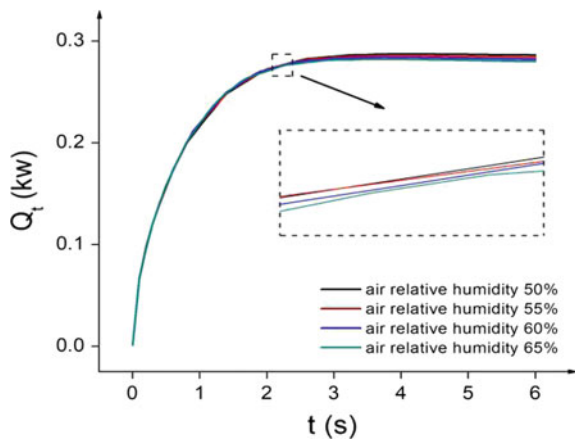 0.3
0.2
0.1
0.0
Qt (kw)
air relative humidity 50%
air relative humidity 55%
air relative humidity 60%
air relative humidity 65%
0 1 2 3 4 5 6
t (s)